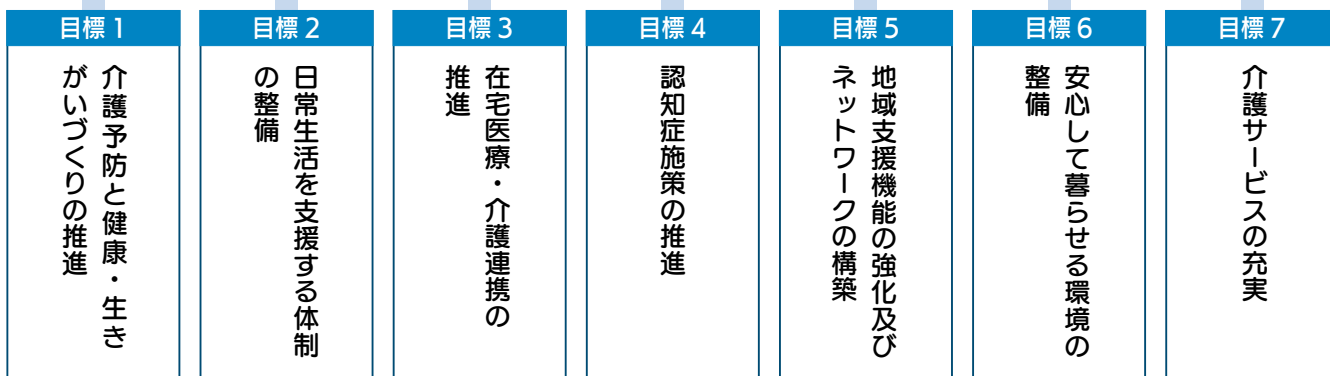 目標 1
介護予防と健康・生き
がいづくりの推進
目標 2
日常生活を支援する体制
の整備
目標 3
在宅医療・介護連携の
推進
目標 4
認知症施策の推進
目標 5
地域支援機能の強化及び
ネットワークの構築
目標 6
安心して暮らせる環境の
整備
目標 7
介護サービスの充実